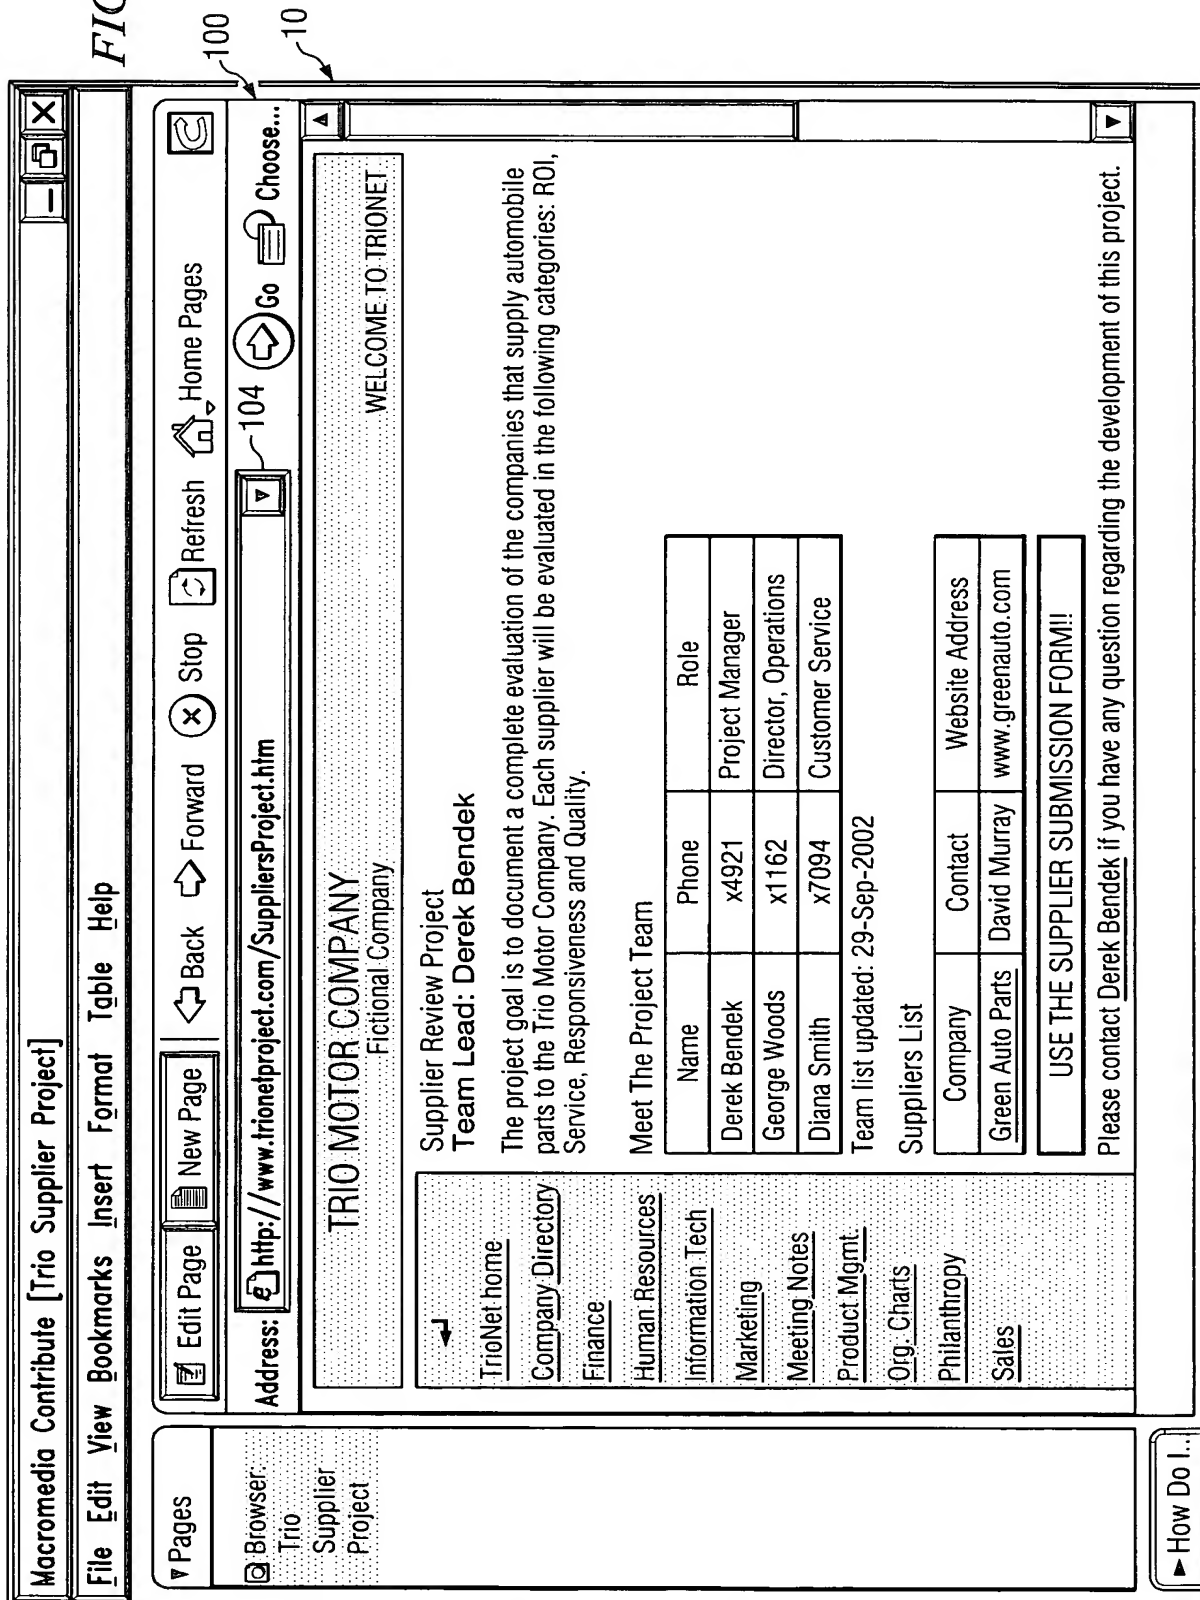 FIG
Macromedia Contribute [Trio Supplier Project]
File Edit View Bookmarks Insert Format Table Help
Pages
Browser:
Trio
Supplier
Project
How Do I...
Edit Page New Page Back Forward Stop Refresh Home Pages
Address: http://www.trionetproject.com/SuppliersProject.htm 104 Go Choose...
100
10
TRIO MOTOR COMPANY
Fictional Company
WELCOME TO TRIONET
TrioNet home
Company Directory
Finance
Human Resources
Information Tech
Marketing
Meeting Notes
Product Mgmt.
Org. Charts
Philanthropy
Sales
Supplier Review Project
Team Lead: Derek Bendek
The project goal is to document a complete evaluation of the companies that supply automobile
parts to the Trio Motor Company. Each supplier will be evaluated in the following categories: ROI,
Service, Responsiveness and Quality.
Meet The Project Team
Name Phone Role
Derek Bendek x4921 Project Manager
George Woods x1162 Director, Operations
Diana Smith x7094 Customer Service
Team list updated: 29-Sep-2002
Suppliers List
Company Contact Website Address
Green Auto Parts David Murray www.greenauto.com
USE THE SUPPLIER SUBMISSION FORM!!
Please contact Derek Bendek if you have any question regarding the development of this project.